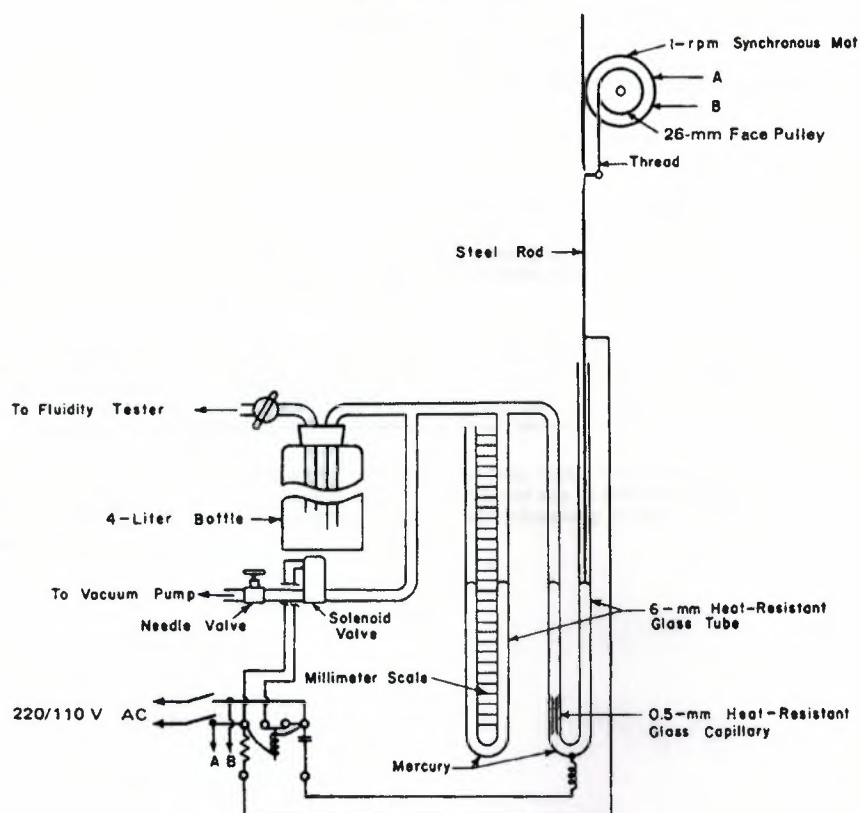 1-rpm Synchronous Mot
A
B
26-mm Face Pulley
Thread
Steel Rod
To Fluidity Tester
4-Liter Bottle
To Vacuum Pump
Needle Valve
Solenoid
Valve
6-mm Heat-Resistant
Glass Tube
Millimeter Scale
220/110 V AC
0.5-mm Heat-Resistant
Glass Capillary
A B
Mercury